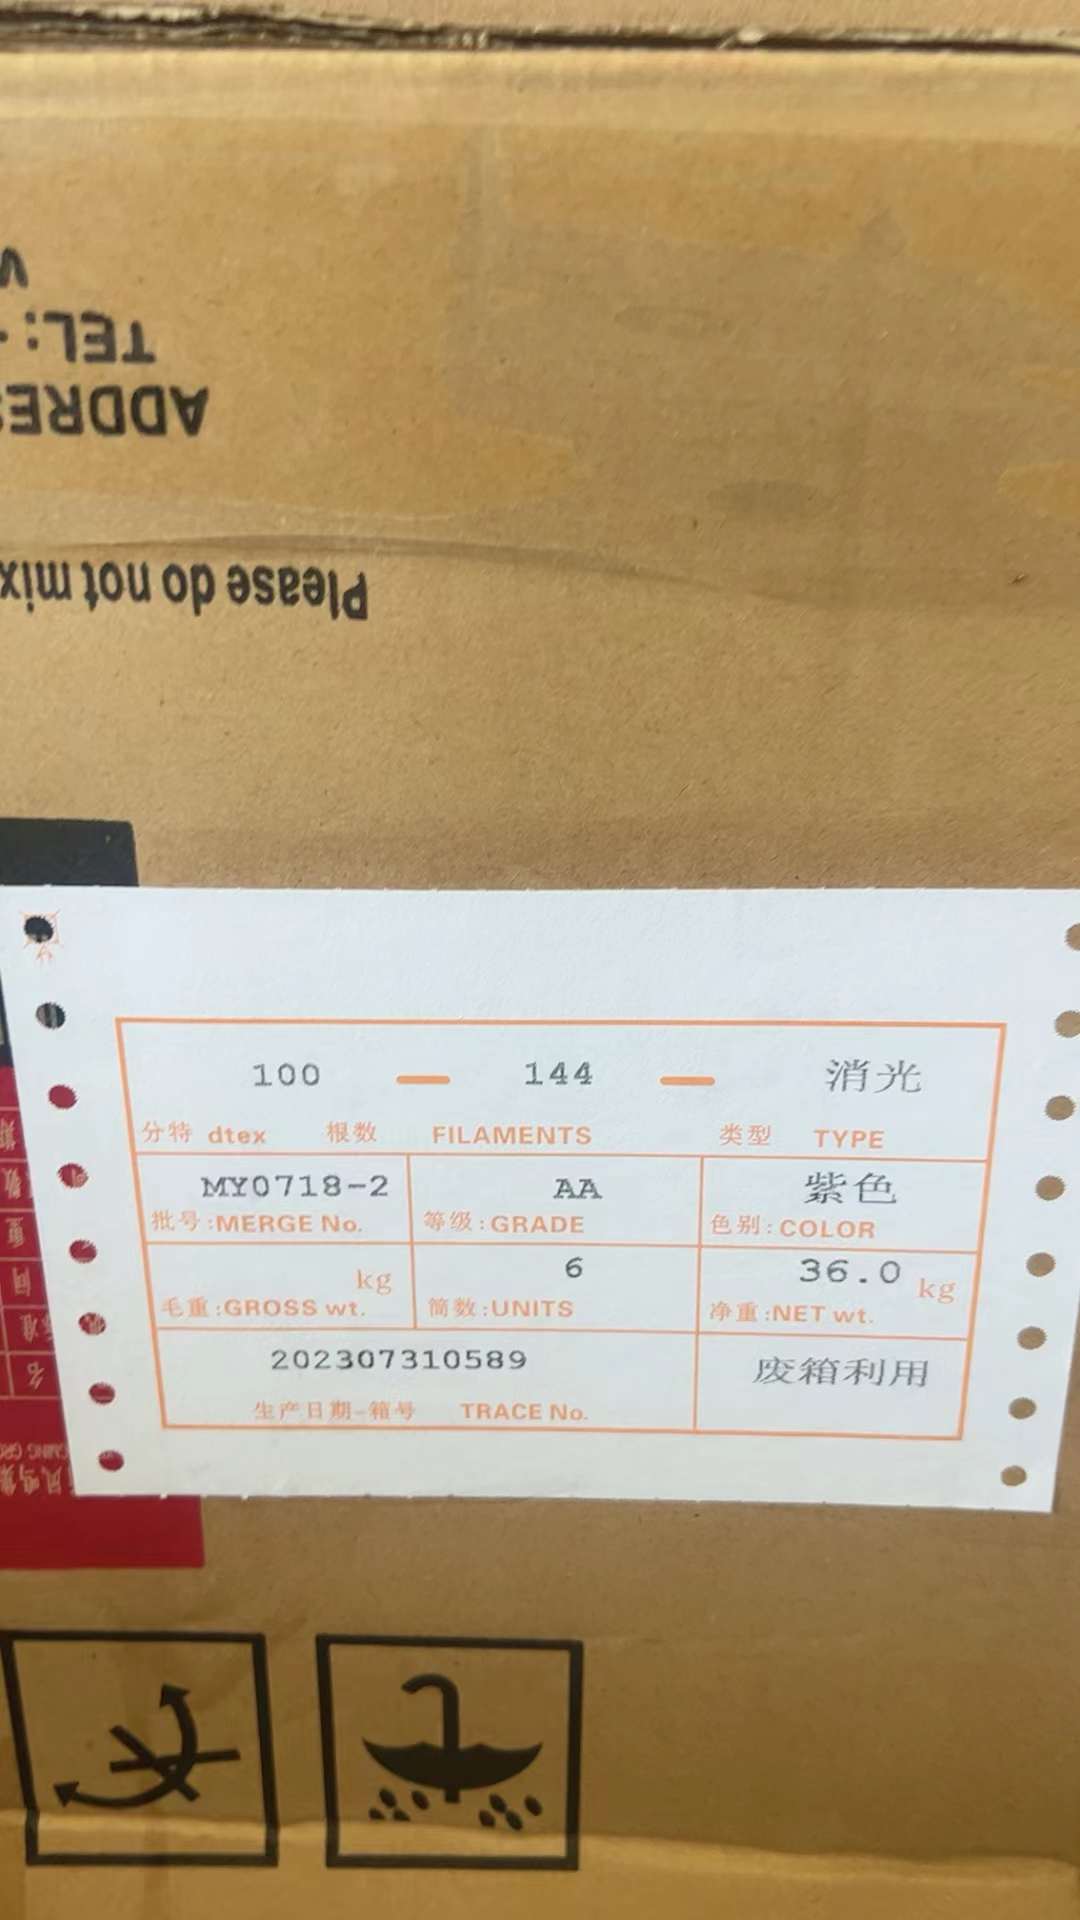 Please do not mix
ADDRE
TEL:
100 — 144 — 消光
分特 dtex 根数 FILAMENTS 类型 TYPE
MY0718-2 AA 紫色
批号:MERGE No. 等级:GRADE 色别:COLOR
kg 6 36.0 kg
毛重:GROSS wt. 筒数:UNITS 净重:NET wt.
202307310589 废箱利用
生产日期-箱号 TRACE No.